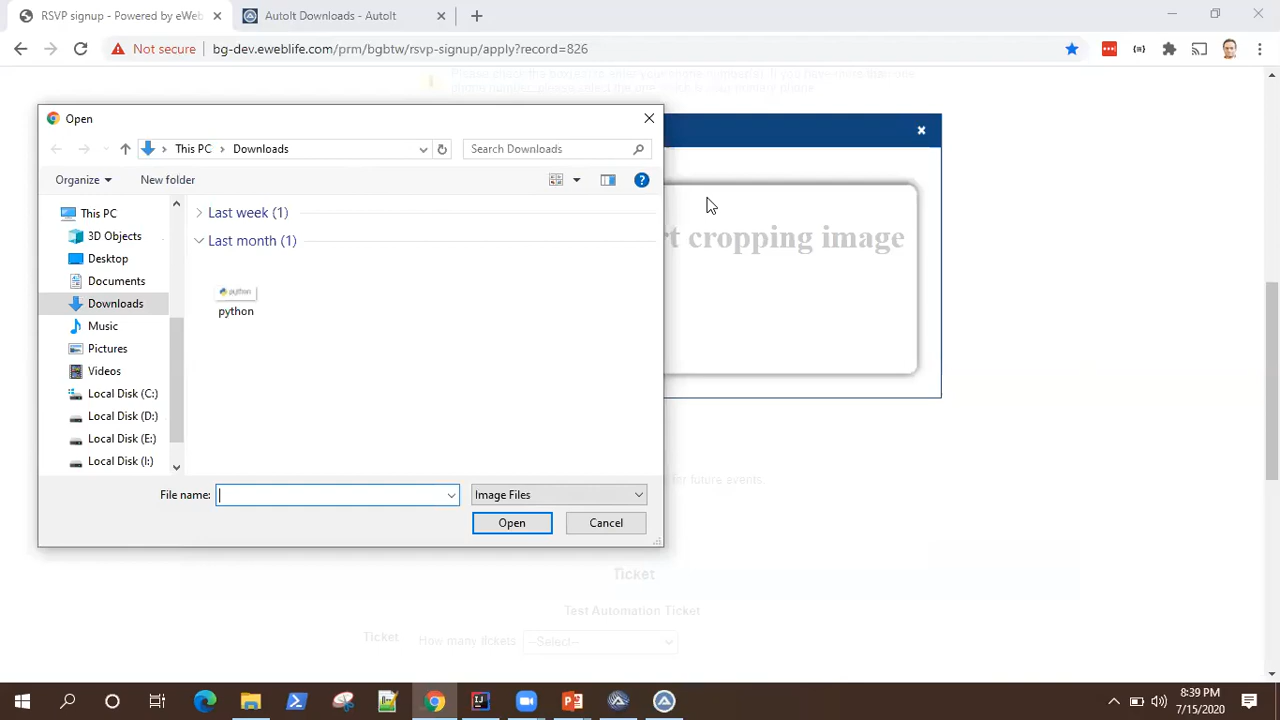 RSVP signup - Powered by eWeb
AutoIt Downloads - AutoIt
Not secure
bg-dev.eweblife.com/prm/bgbtw/rsvp-signup/apply?record=826
Open
This PC
Downloads
Search Downloads
Organize
New folder
This PC
3D Objects
Desktop
Documents
Downloads
Music
Pictures
Videos
Local Disk (C:)
Local Disk (D:)
Local Disk (E:)
Local Disk (I:)
Last week (1)
Last month (1)
python
python
rt cropping image
File name:
Image Files
Open
Cancel
for future events.
Ticket
Test Automation Ticket
Ticket
How many tickets
--Select--
8:39 PM
7/15/2020